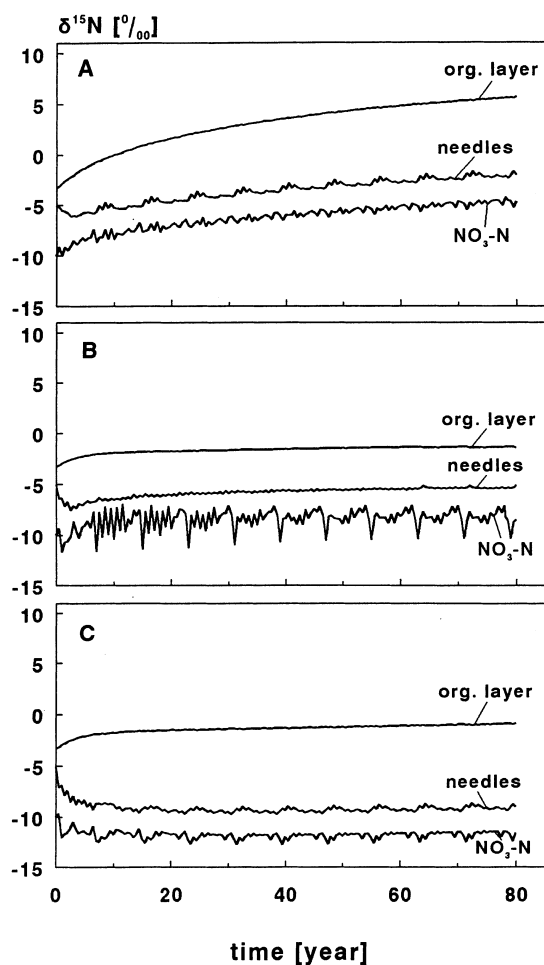 δ¹⁵N [⁰/₀₀]
A
10
5
0
-5
-10
-15
org. layer
needles
NO₃-N
B
10
5
0
-5
-10
-15
org. layer
needles
NO₃-N
C
10
5
0
-5
-10
-15
org. layer
needles
NO₃-N
0 20 40 60 80
time [year]